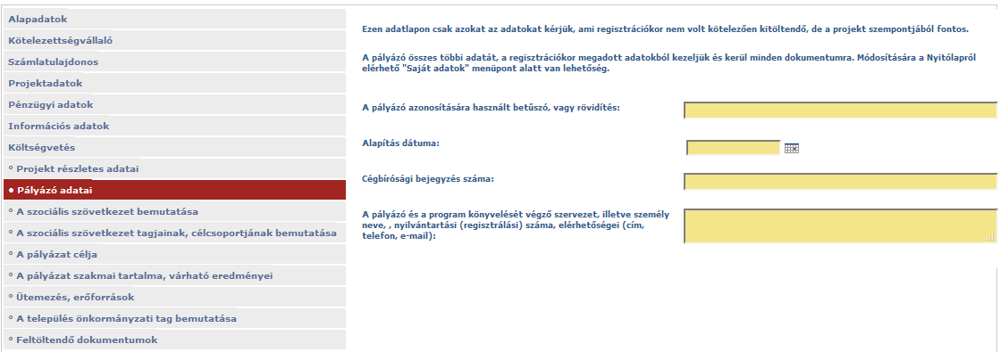 Alapadatok
Kötelezettségvállaló
Számlatulajdonos
Projektadatok
Pénzügyi adatok
Információs adatok
Költségvetés
° Projekt részletes adatai
• Pályázó adatai
° A szociális szövetkezet bemutatása
° A szociális szövetkezet tagjainak, célcsoportjának bemutatása
° A pályázat célja
° A pályázat szakmai tartalma, várható eredményei
° Ütemezés, erőforrások
° A település önkormányzati tag bemutatása
° Feltöltendő dokumentumok
Ezen adatlapon csak azokat az adatokat kérjük, ami regisztrációkor nem volt kötelezően kitöltendő, de a projekt szempontjából fontos.
A pályázó összes többi adatát, a regisztrációkor megadott adatokból kezeljük és kerül minden dokumentumra. Módosítására a Nyitólapról
elérhető "Saját adatok" menüpont alatt van lehetőség.
A pályázó azonosítására használt betűszó, vagy rövidítés:
Alapítás dátuma:
Cégbírósági bejegyzés száma:
A pályázó és a program könyvelését végző szervezet, illetve személy
neve, , nyilvántartási (regisztrálási) száma, elérhetőségei (cím,
telefon, e-mail):